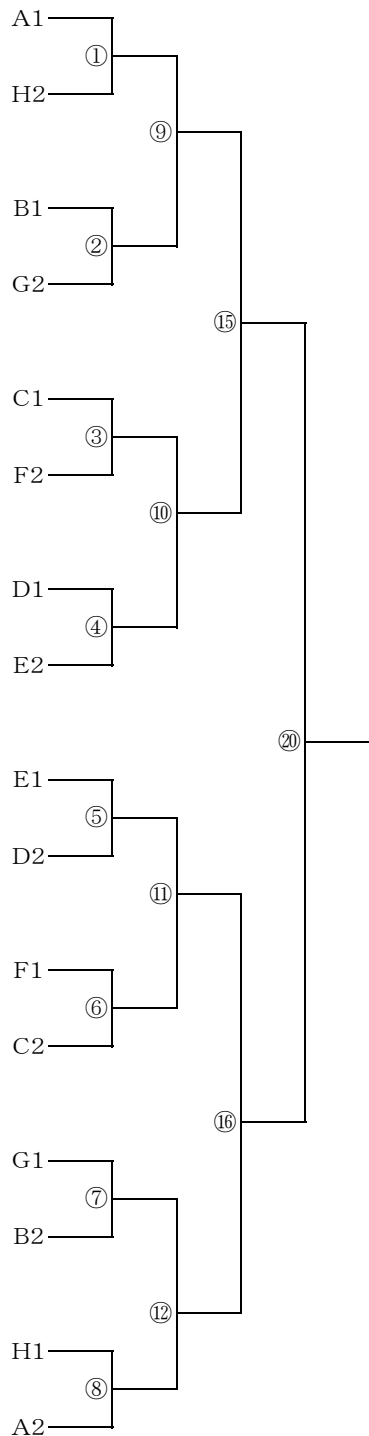 A1
①
H2
⑨
B1
②
G2
⑮
C1
③
F2
⑩
D1
④
E2
⑳
E1
⑤
D2
⑪
F1
⑥
C2
⑯
G1
⑦
B2
⑫
H1
⑧
A2